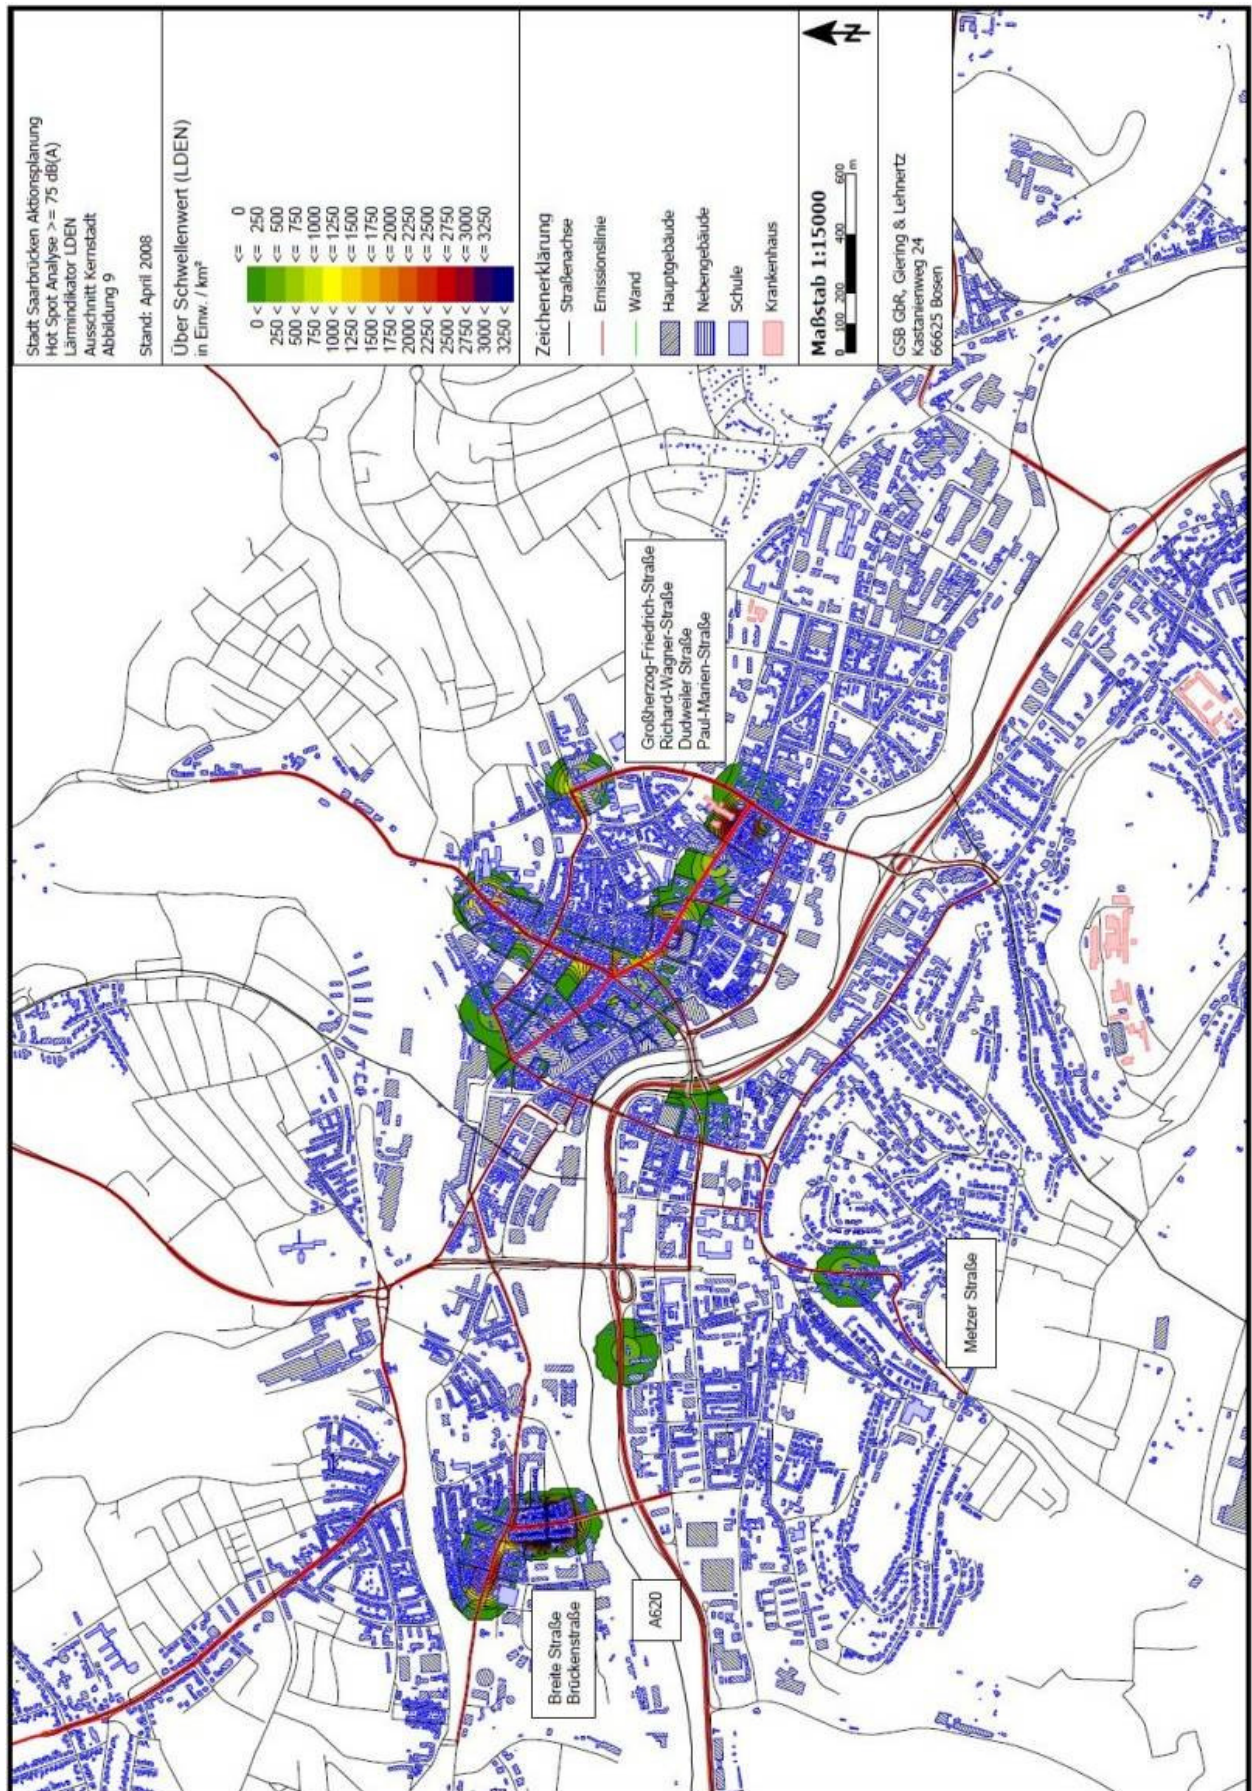 Stadt Saarbrücken Aktionsplanung
Hot Spot Analyse >= 75 dB(A)
Lärmindikator LDEN
Ausschnitt Kernstadt
Abbildung 9
Stand: April 2008
Über Schwellenwert (LDEN)
in Einw. / km²
<= 0
0 < <= 250
250 < <= 500
500 < <= 750
750 < <= 1000
1000 < <= 1250
1250 < <= 1500
1500 < <= 1750
1750 < <= 2000
2000 < <= 2250
2250 < <= 2500
2500 < <= 2750
2750 < <= 3000
3000 < <= 3250
3250 <
Zeichenerklärung
Straßenachse
Emissionslinie
Wand
Hauptgebäude
Nebengebäude
Schule
Krankenhaus
N
Maßstab 1:15000
0 100 200 400 600
m
GSB GbR, Giering & Lehnertz
Kastanienweg 24
66625 Bosen
Großherzog-Friedrich-Straße
Richard-Wagner-Straße
Dudweiler Straße
Paul-Marien-Straße
Metzer Straße
Breite Straße
Brückenstraße
A620